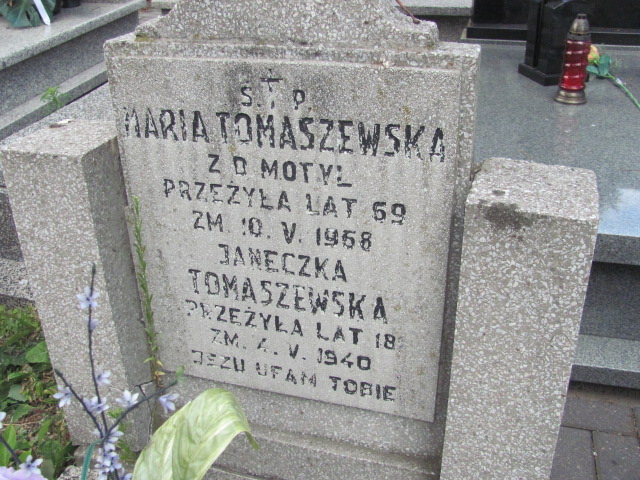 Ś. † P.
MARIA TOMASZEWSKA
Z D. MOTYL
PRZEŻYŁA LAT 69
ZM. 10. V. 1968
JANECZKA
TOMASZEWSKA
PRZEŻYŁA LAT 18
ZM. 4. V. 1940
JEZU UFAM TOBIE